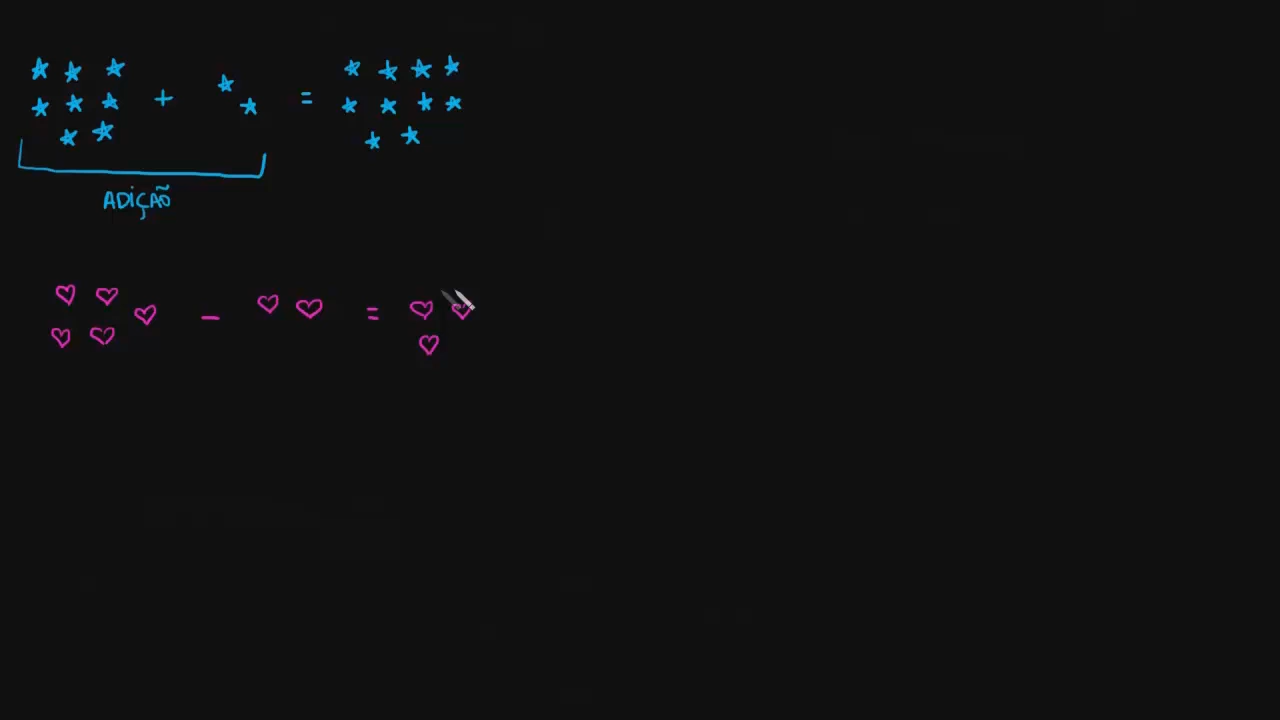 + =
ADIÇÃO
- =